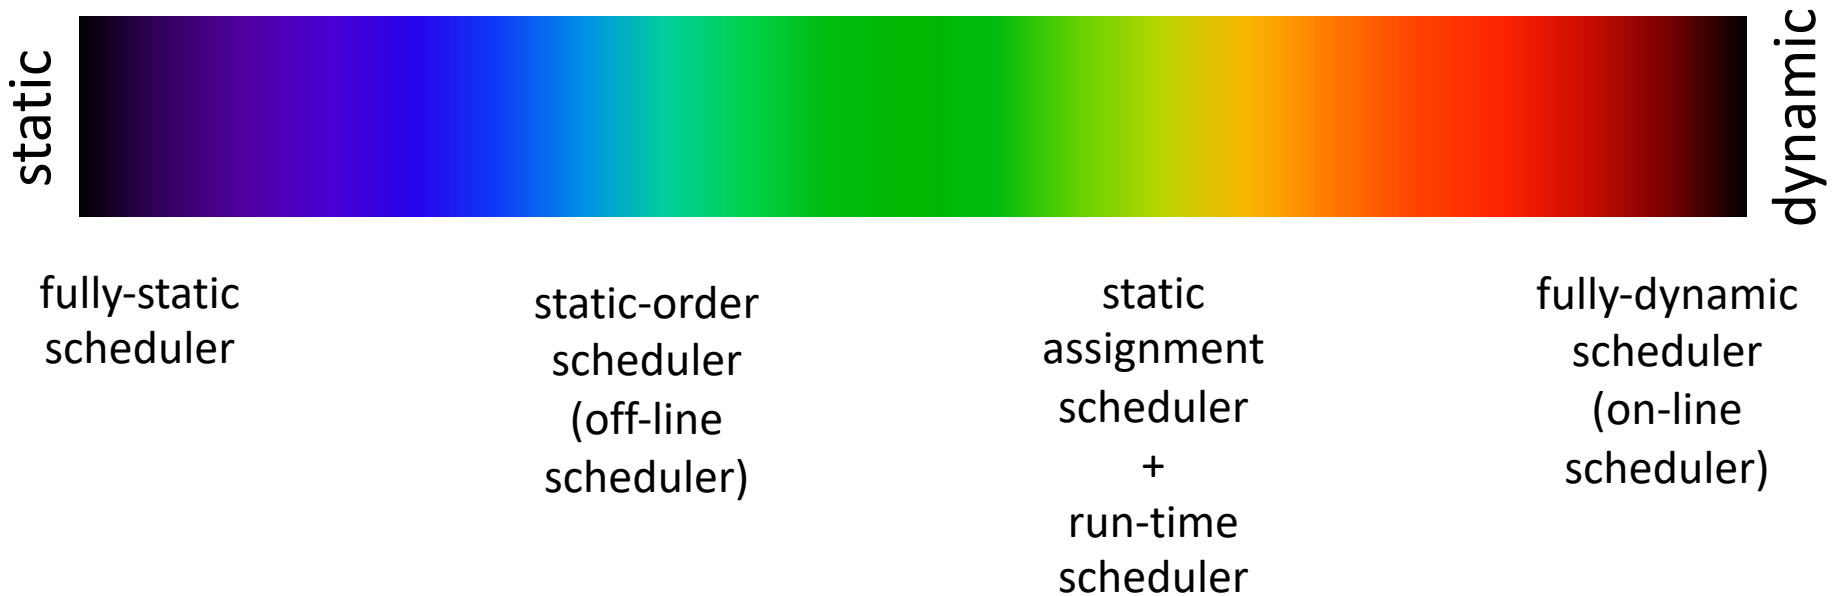 static
dynamic
fully-static
scheduler
static-order
scheduler
(off-line
scheduler)
static
assignment
scheduler
+
run-time
scheduler
fully-dynamic
scheduler
(on-line
scheduler)